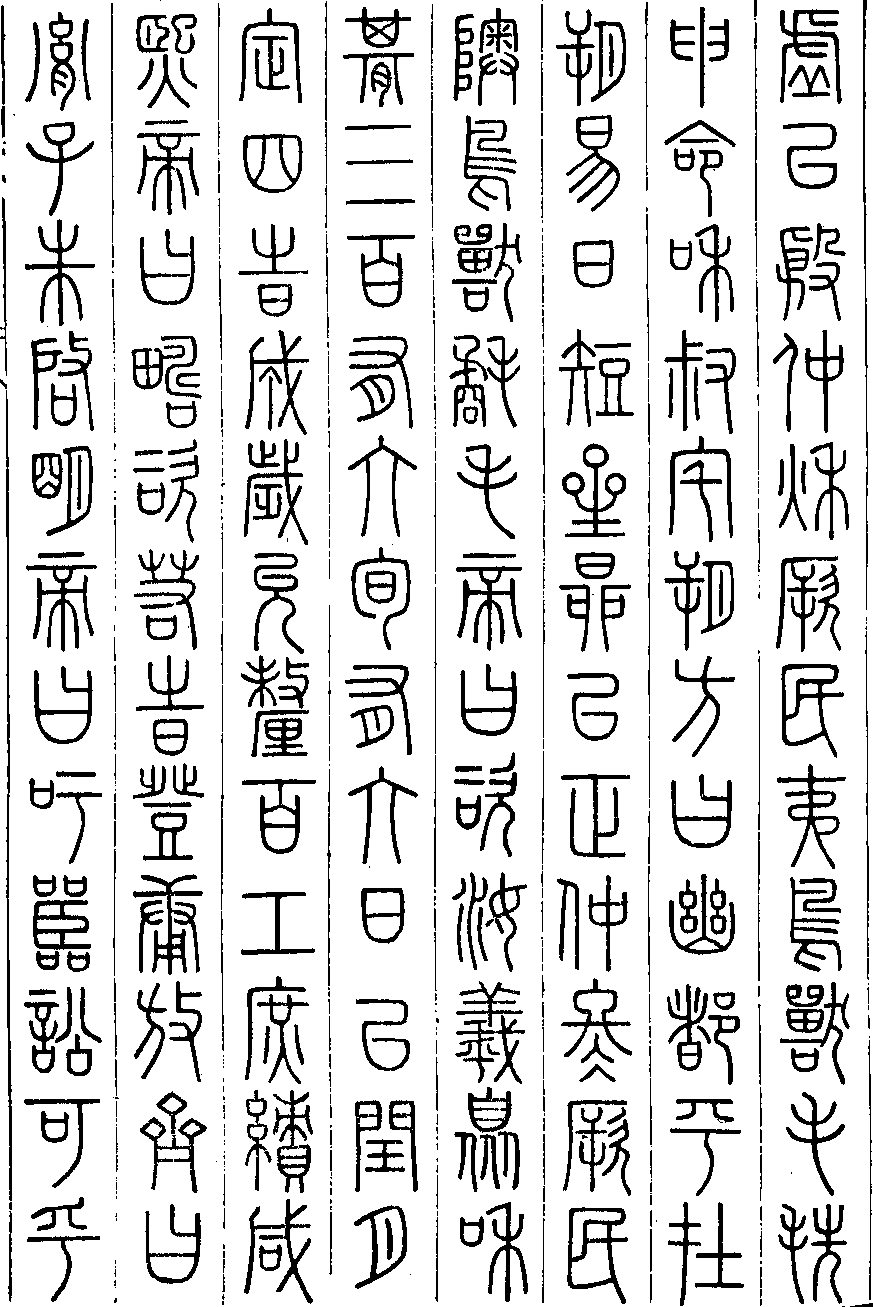 虛以殷仲秋厥民夷鳥獸毛毨
申命和叔宅朔方曰幽都平在
朔易日短星昴以正仲冬厥民
隩鳥獸氄毛帝曰咨汝羲暨和
朞三百有六旬有六日以閏月
定四時成歲允釐百工庶績咸
熙帝曰疇咨若時登庸放齊曰
胤子朱啟明帝曰吁嚚訟可乎